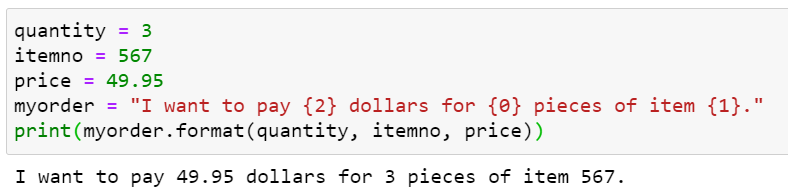 quantity = 3
itemno = 567
price = 49.95
myorder = "I want to pay {2} dollars for {0} pieces of item {1}."
print(myorder.format(quantity, itemno, price))
I want to pay 49.95 dollars for 3 pieces of item 567.